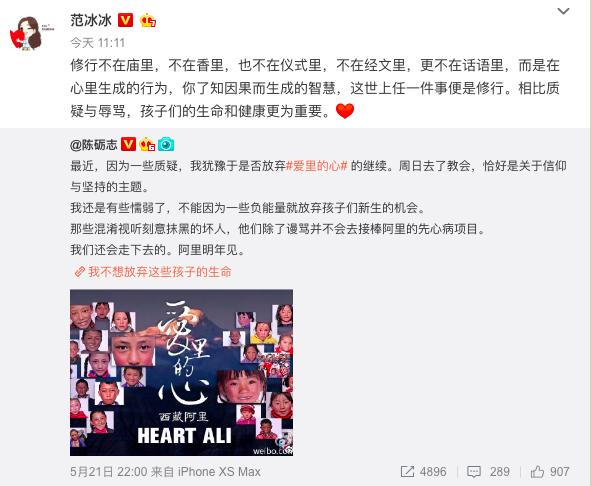 范冰冰
今天 11:11
修行不在庙里，不在香里，也不在仪式里，不在经文里，更不在话语里，而是在
心里生成的行为，你了知因果而生成的智慧，这世上任一件事便是修行。相比质
疑与辱骂，孩子们的生命和健康更为重要。
@陈砺志
最近，因为一些质疑，我犹豫于是否放弃#爱里的心# 的继续。周日去了教会，恰好是关于信仰
与坚持的主题。
我还是有些懦弱了，不能因为一些负能量就放弃孩子们新生的机会。
那些混淆视听刻意抹黑的坏人，他们除了谩骂并不会去接棒阿里的先心病项目。
我们还会走下去的。阿里明年见。
我不想放弃这些孩子的生命
愛里的心
西藏阿里
HEART ALI
weibo.co
5月21日 22:00 来自 iPhone XS Max
4896
289
907